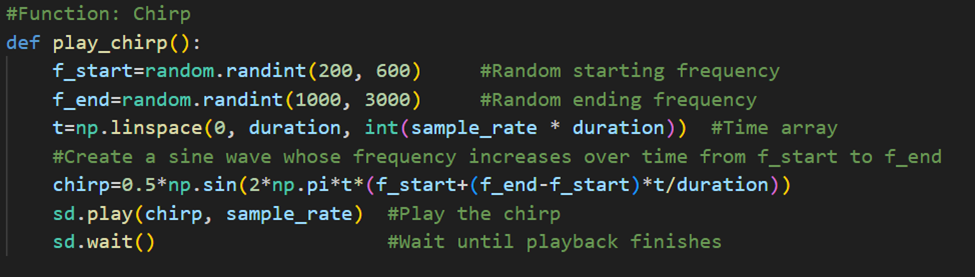 #Function: Chirp
def play_chirp():
    f_start=random.randint(200, 600)     #Random starting frequency
    f_end=random.randint(1000, 3000)     #Random ending frequency
    t=np.linspace(0, duration, int(sample_rate * duration))  #Time array
    #Create a sine wave whose frequency increases over time from f_start to f_end
    chirp=0.5*np.sin(2*np.pi*t*(f_start+(f_end-f_start)*t/duration))
    sd.play(chirp, sample_rate)  #Play the chirp
    sd.wait()                    #Wait until playback finishes